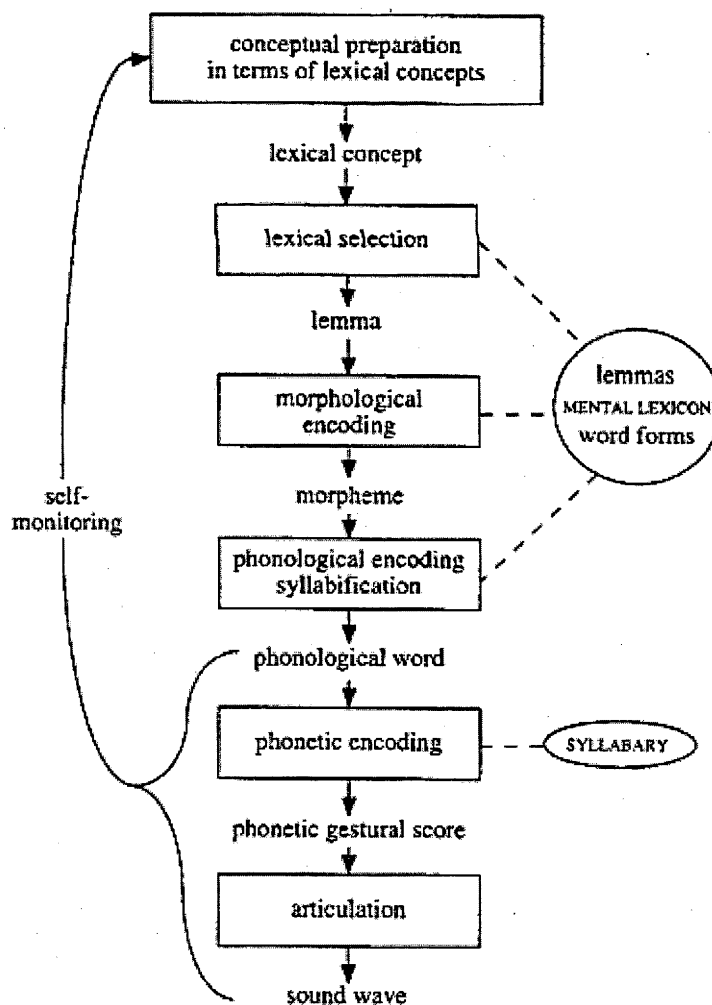 conceptual preparation
in terms of lexical concepts
lexical concept
lexical selection
lemma
morphological
encoding
lemmas
MENTAL LEXICON
word forms
morpheme
self-
monitoring
phonological encoding
syllabification
phonological word
phonetic encoding
SYLLABARY
phonetic gestural score
articulation
sound wave